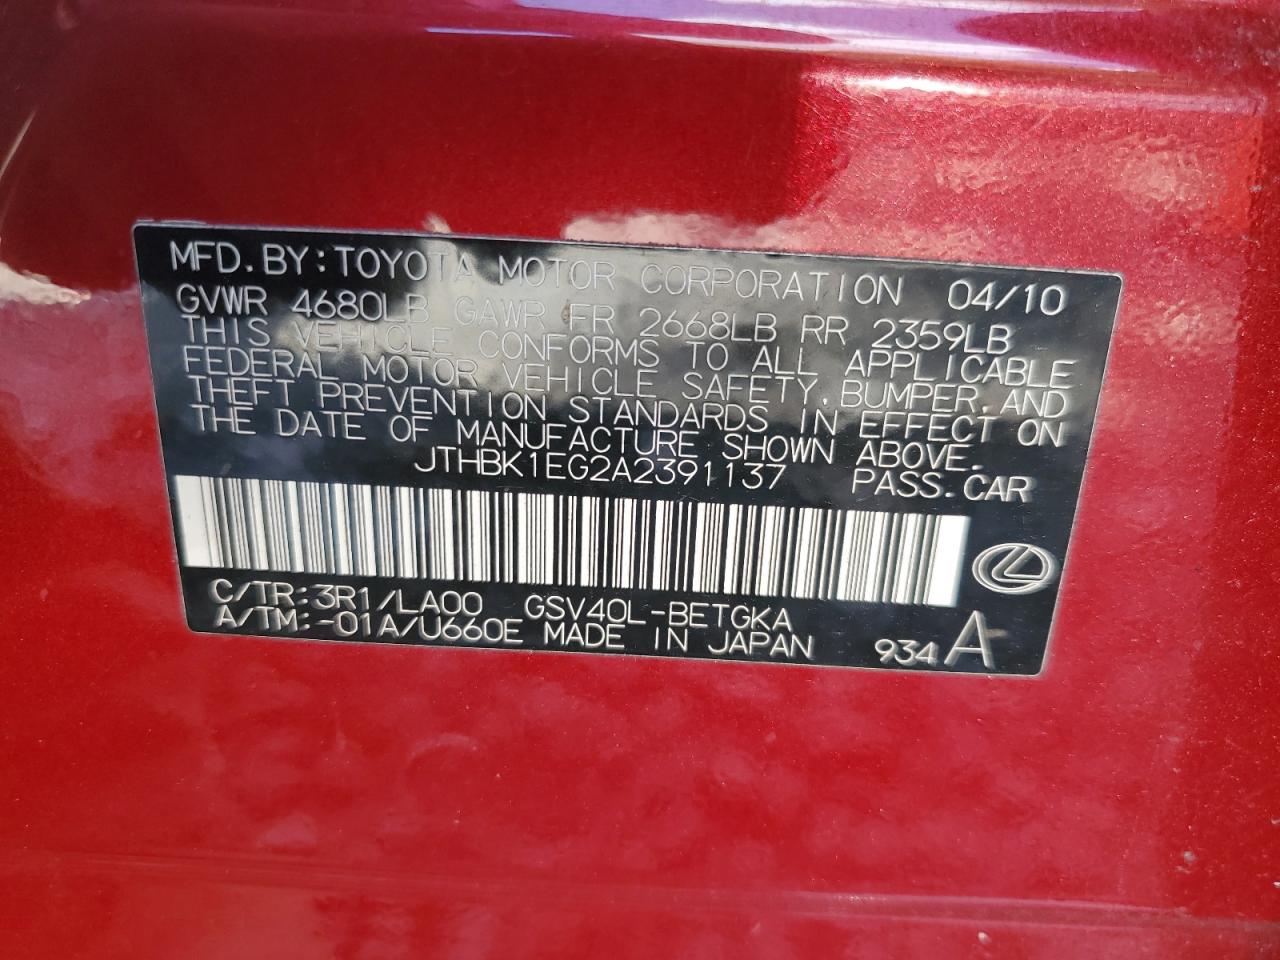 MFD. BY: TOYOTA MOTOR CORPORATION 04/10
GVWR 4680LB GAWR FR 2668LB RR 2359LB
THIS VEHICLE CONFORMS TO ALL APPLICABLE
FEDERAL MOTOR VEHICLE SAFETY, BUMPER, AND
THEFT PREVENTION STANDARDS IN EFFECT ON
THE DATE OF MANUFACTURE SHOWN ABOVE.
JTHBK1EG2A2391137 PASS. CAR
C/TR: 3R1/LA00 GSV40L-BETGKA
A/TM: -01A/U660E MADE IN JAPAN 934 A